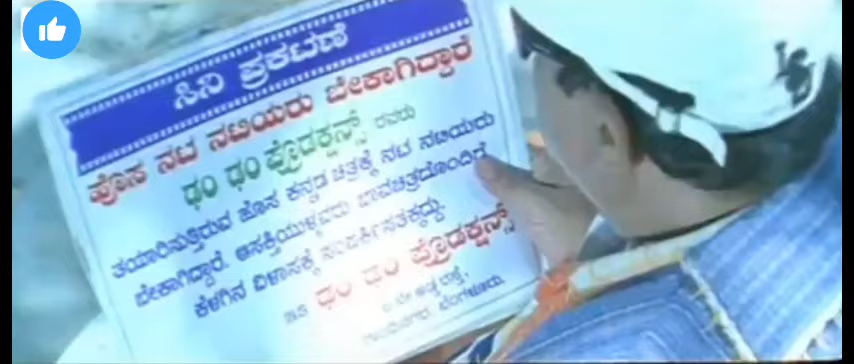 ಸಿನಿ ಪ್ರಕಟಣೆ
ಹೊಸ ನಟ ನಟಿಯರು ಬೇಕಾಗಿದ್ದಾರೆ
ಢಂ ಢಂ ಪ್ರೊಡಕ್ಷನ್ಸ್ ರವರು
ತಯಾರಿಸುತ್ತಿರುವ ಹೊಸ ಕನ್ನಡ ಚಿತ್ರಕ್ಕೆ ನಟ ನಟಿಯರು
ಬೇಕಾಗಿದ್ದಾರೆ. ಆಸಕ್ತಿಯುಳ್ಳವರು ಭಾವಚಿತ್ರದೊಂದಿಗೆ
ಕೆಳಗಿನ ವಿಳಾಸಕ್ಕೆ ಸಂಪರ್ಕಿಸತಕ್ಕದ್ದು.
ಢಂ ಢಂ ಪ್ರೊಡಕ್ಷನ್ಸ್
ರಸ್ತೆ,
ಬೆಂಗಳೂರು.